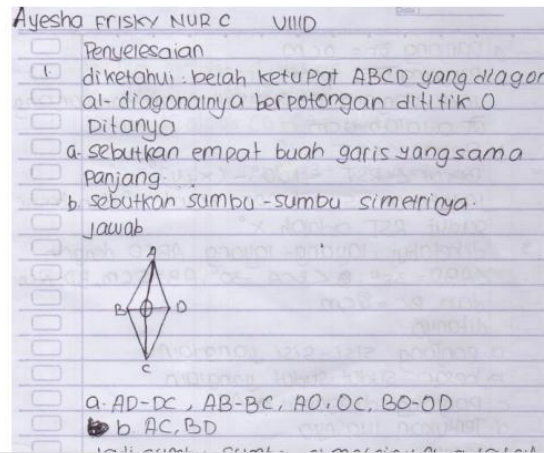 Ayesha FRISKY NUR C VIIID
Penyelesaian
1. diketahui : belah ketupat ABCD yang diagon
al-diagonalnya berpotongan dititik O
Ditanya
a. sebutkan empat buah garis yang sama
Panjang
b. sebutkan sumbu-sumbu simetrinya.
Jawab
A
B O D
C
a. AD-DC, AB-BC, AO, OC, BO-OD
b. AC, BD